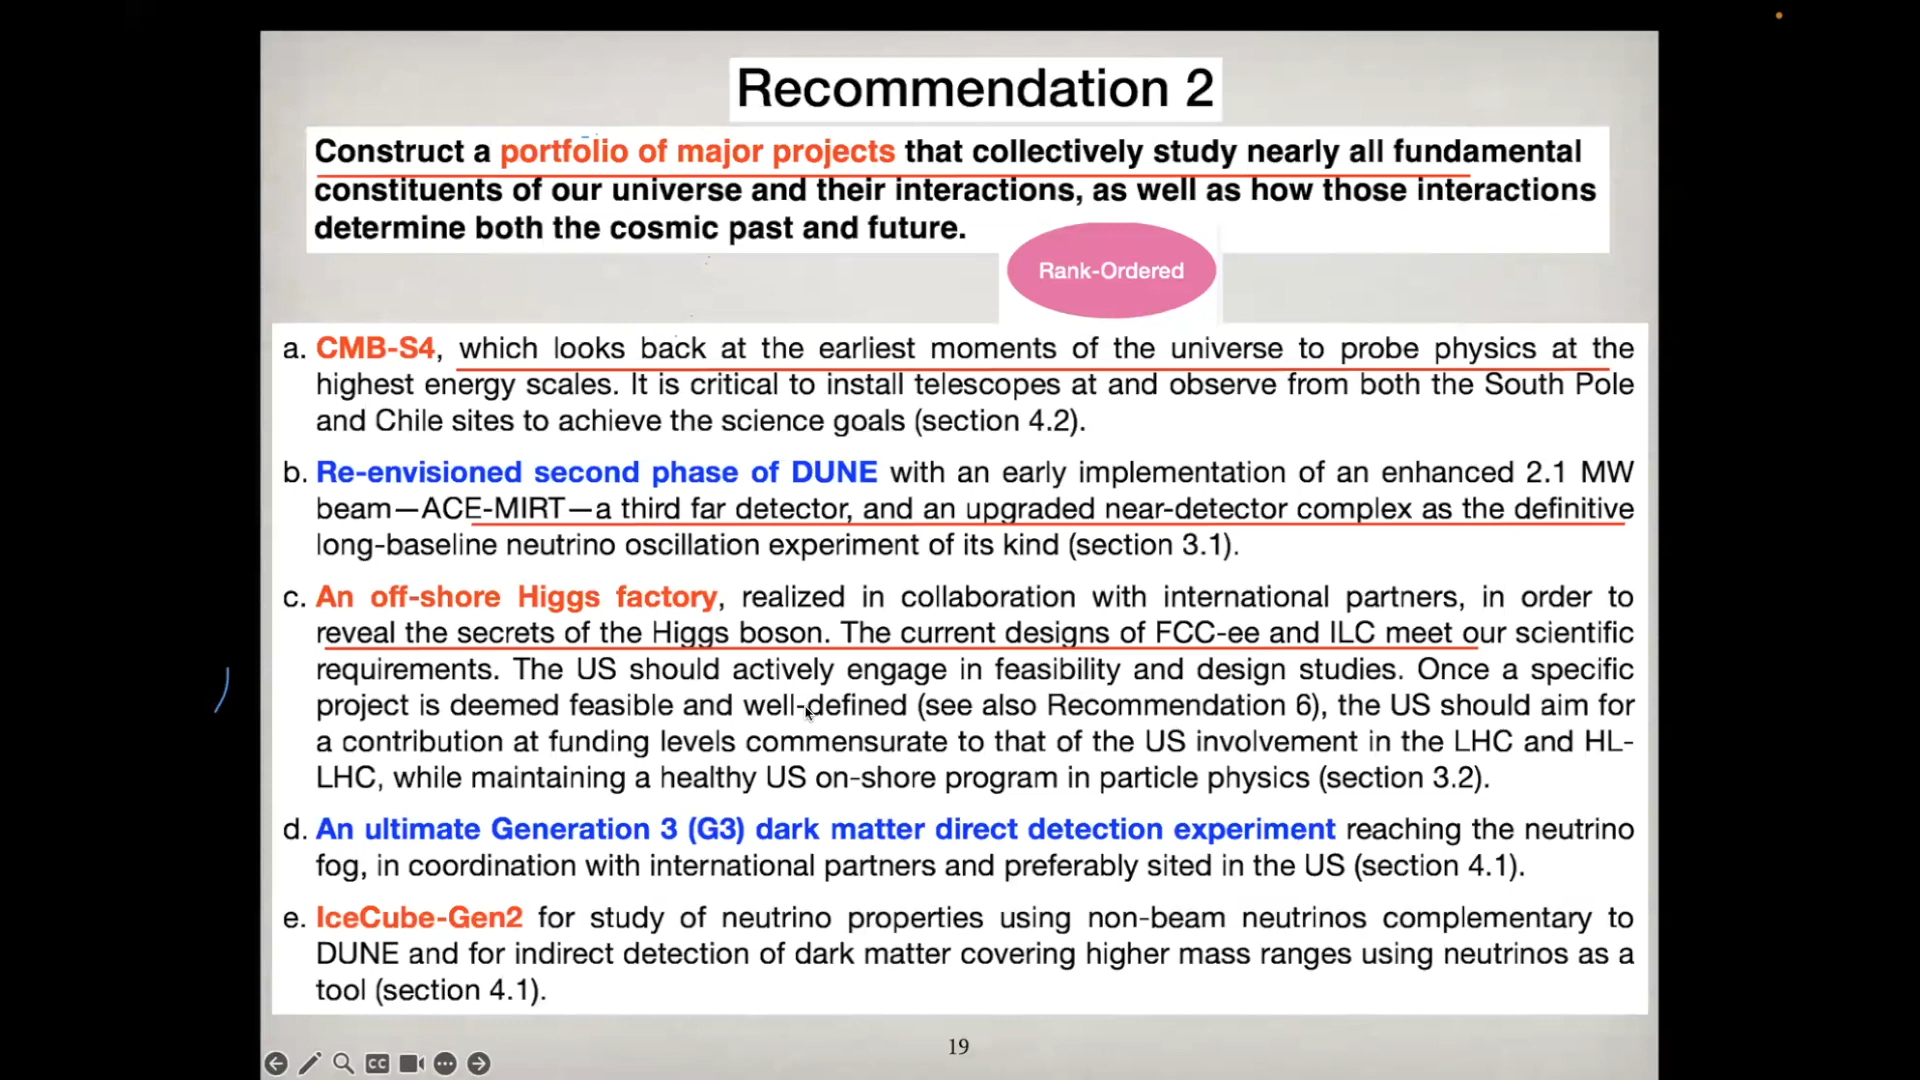 Recommendation 2
Construct a portfolio of major projects that collectively study nearly all fundamental
constituents of our universe and their interactions, as well as how those interactions
determine both the cosmic past and future.
Rank-Ordered
a. CMB-S4, which looks back at the earliest moments of the universe to probe physics at the
highest energy scales. It is critical to install telescopes at and observe from both the South Pole
and Chile sites to achieve the science goals (section 4.2).
b. Re-envisioned second phase of DUNE with an early implementation of an enhanced 2.1 MW
beam—ACE-MIRT—a third far detector, and an upgraded near-detector complex as the definitive
long-baseline neutrino oscillation experiment of its kind (section 3.1).
c. An off-shore Higgs factory, realized in collaboration with international partners, in order to
reveal the secrets of the Higgs boson. The current designs of FCC-ee and ILC meet our scientific
requirements. The US should actively engage in feasibility and design studies. Once a specific
project is deemed feasible and well-defined (see also Recommendation 6), the US should aim for
a contribution at funding levels commensurate to that of the US involvement in the LHC and HL-
LHC, while maintaining a healthy US on-shore program in particle physics (section 3.2).
d. An ultimate Generation 3 (G3) dark matter direct detection experiment reaching the neutrino
fog, in coordination with international partners and preferably sited in the US (section 4.1).
e. IceCube-Gen2 for study of neutrino properties using non-beam neutrinos complementary to
DUNE and for indirect detection of dark matter covering higher mass ranges using neutrinos as a
tool (section 4.1).
19
CC